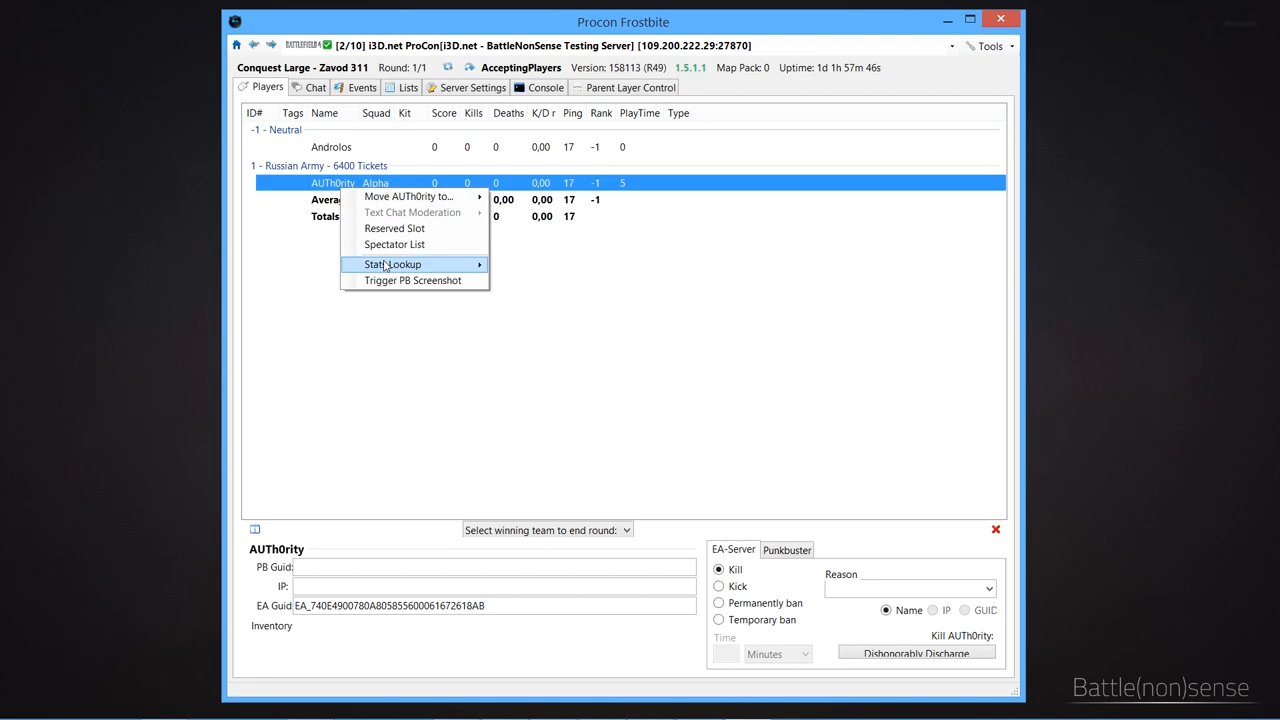 Procon Frostbite
BATTLEFIELD 4 [2/10] i3D.net ProCon[i3D.net - BattleNonSense Testing Server] [109.200.222.29:27870] Tools
Conquest Large - Zavod 311 Round: 1/1 AcceptingPlayers Version: 158113 (R49) 1.5.1.1 Map Pack: 0 Uptime: 1d 1h 57m 46s
Players Chat Events Lists Server Settings Console Parent Layer Control
ID# Tags Name Squad Kit Score Kills Deaths K/D r Ping Rank PlayTime Type
-1 - Neutral
Androlos 0 0 0 0,00 17 -1 0
1 - Russian Army - 6400 Tickets
AUTh0rity Alpha 0 0 0 0,00 17 -1 5
Move AUTh0rity to...
Averag 0,00 0,00 17 -1
Text Chat Moderation
Totals 0 0,00 17
Reserved Slot
Spectator List
Stats Lookup
Trigger PB Screenshot
Select winning team to end round:
AUTh0rity
PB Guid:
IP:
EA Guid EA_740E4900780A805855600061672618AB
Inventory
EA-Server Punkbuster
Kill
Kick
Permanently ban
Temporary ban
Time
Minutes
Reason
Name IP GUID
Kill AUTh0rity:
Dishonorably Discharge
Battle(non)sense